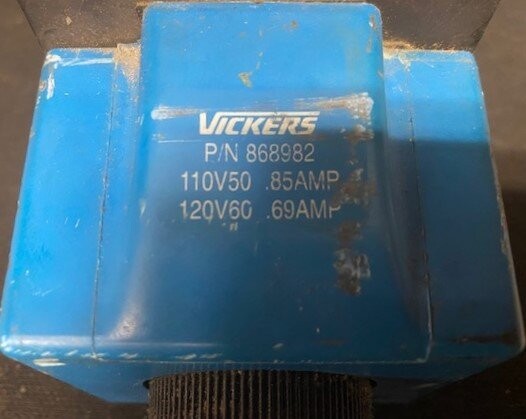 VICKERS
P/N 868982
110V50 .85AMP
120V60 .69AMP